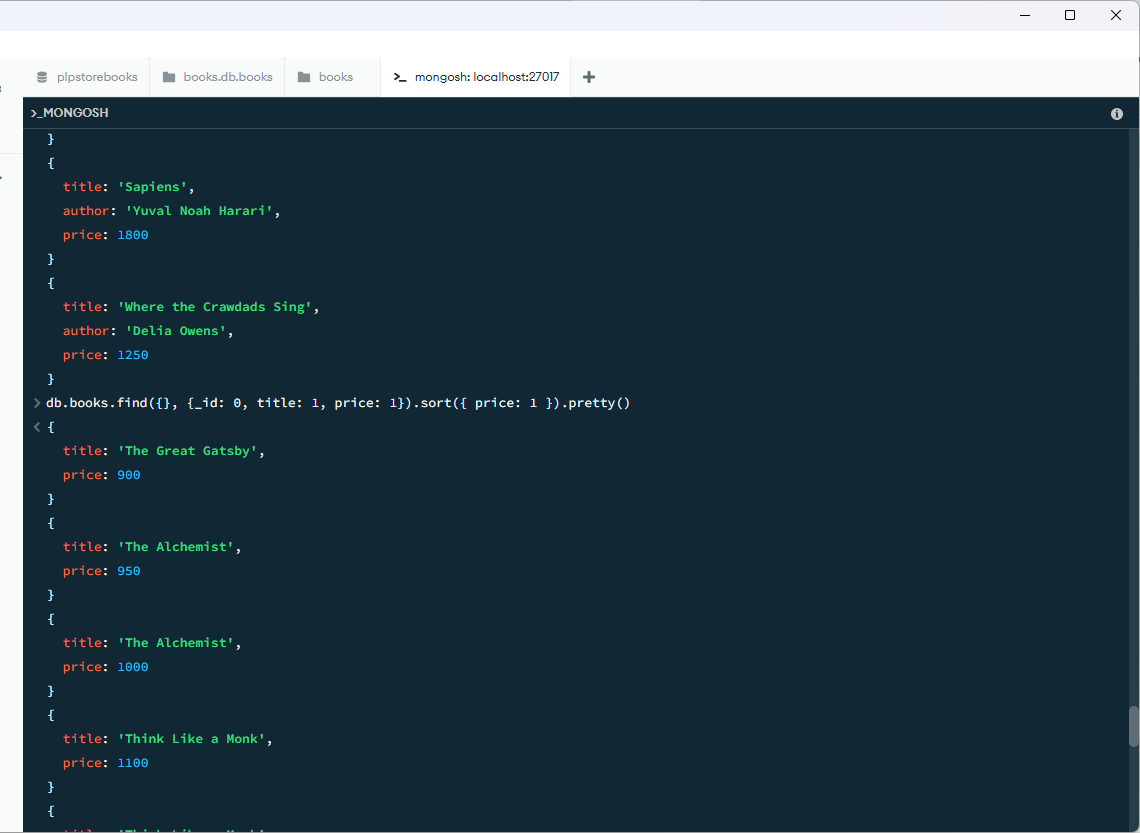 plpstorebooks
books.db.books
books
>_ mongosh: localhost:27017
>_MONGOSH
}
{
title: 'Sapiens',
author: 'Yuval Noah Harari',
price: 1800
}
{
title: 'Where the Crawdads Sing',
author: 'Delia Owens',
price: 1250
}
> db.books.find({}, {_id: 0, title: 1, price: 1}).sort({ price: 1 }).pretty()
< {
title: 'The Great Gatsby',
price: 900
}
{
title: 'The Alchemist',
price: 950
}
{
title: 'The Alchemist',
price: 1000
}
{
title: 'Think Like a Monk',
price: 1100
}
{